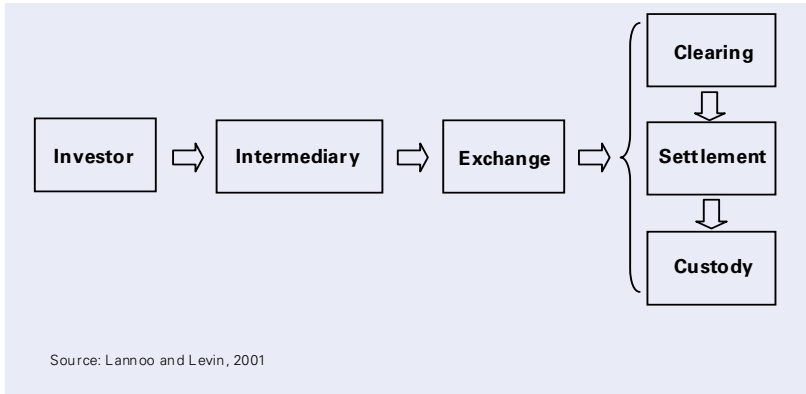 Investor
Intermediary
Exchange
Clearing
Settlement
Custody
Source: Lannoo and Levin, 2001